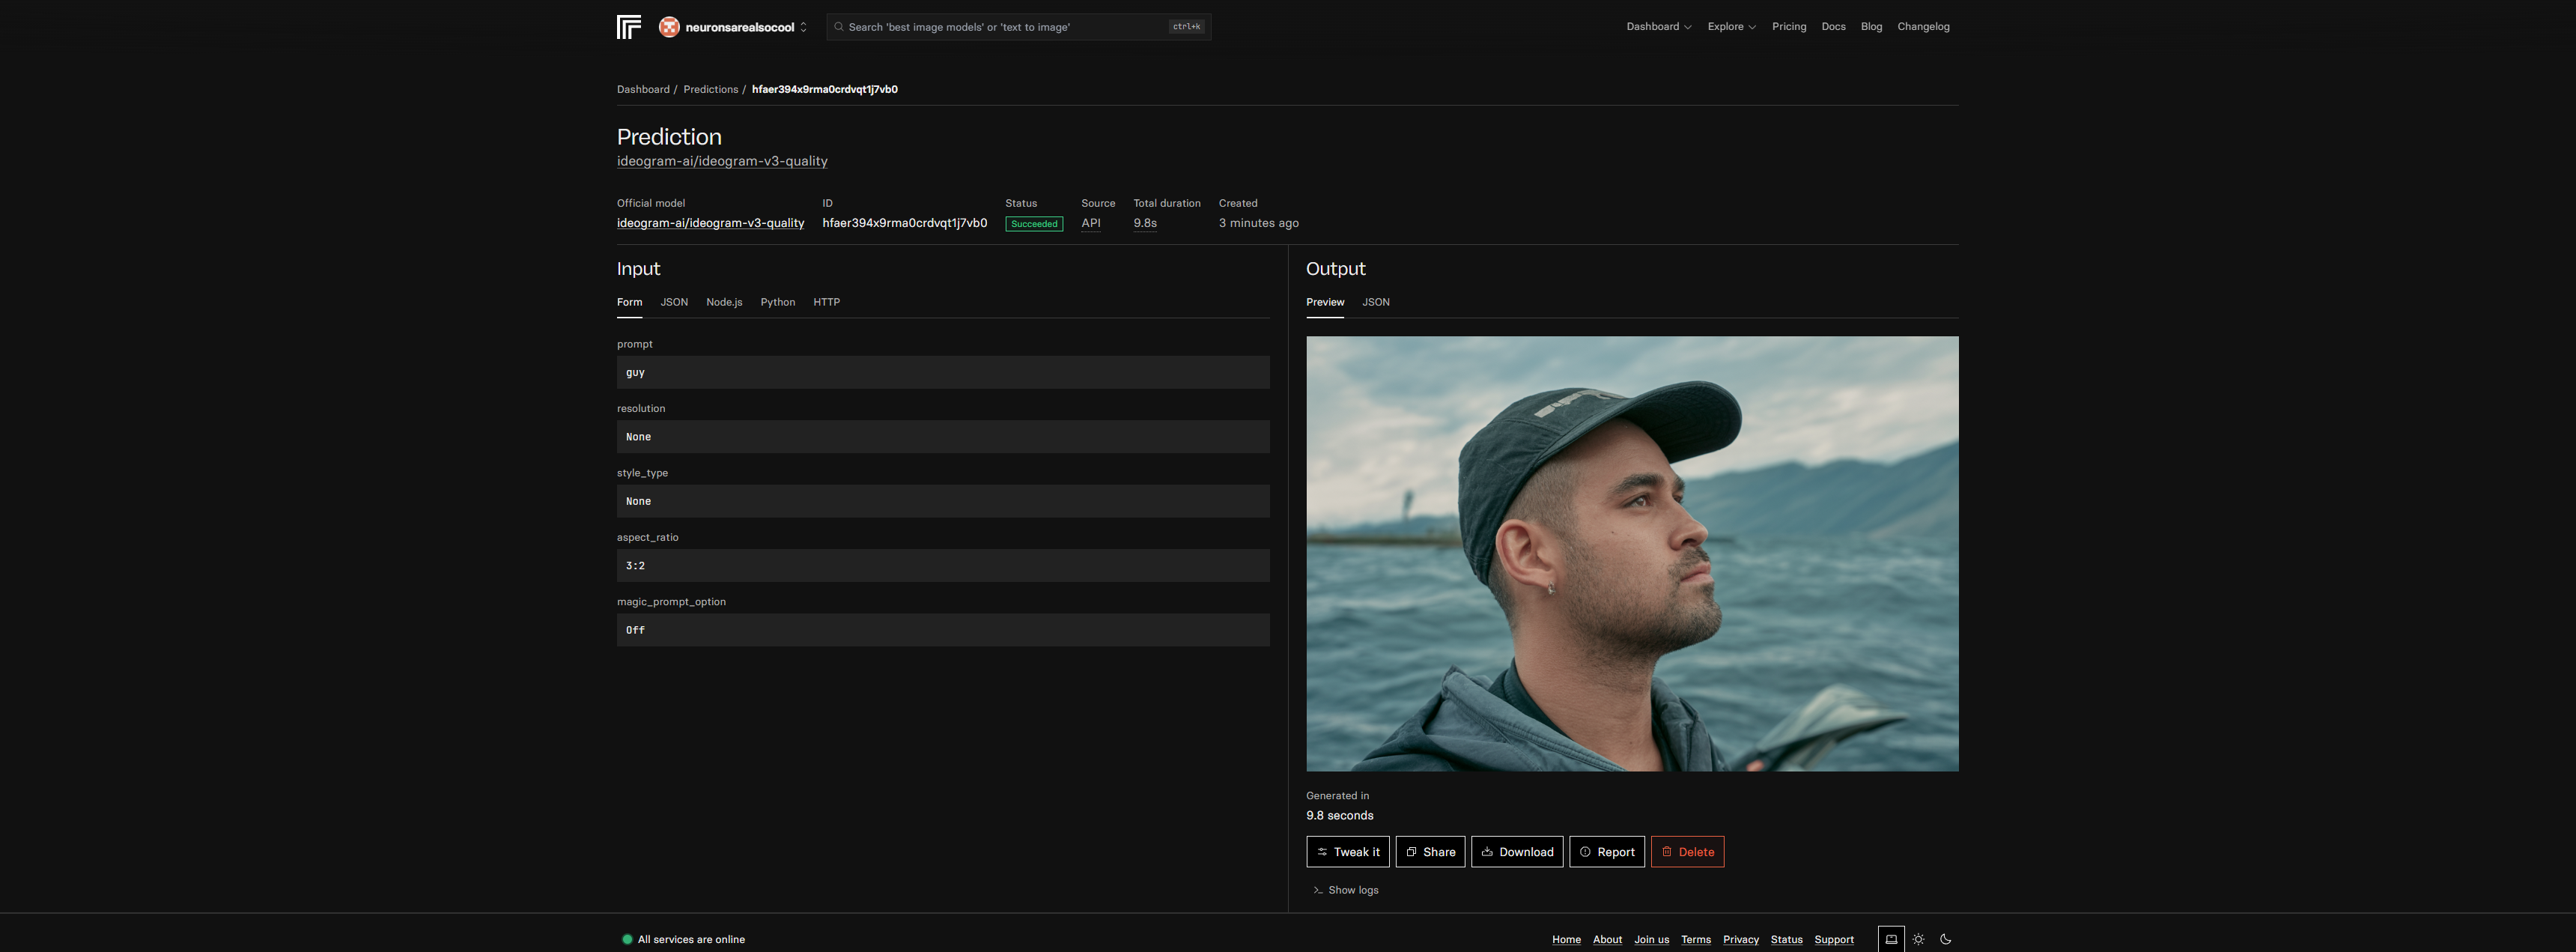 neuronsarealsocool
Search 'best image models' or 'text to image'
ctrl+k
Dashboard
Explore
Pricing
Docs
Blog
Changelog
Dashboard / Predictions / hfaer394x9rma0crdvqt1j7vb0
Prediction
ideogram-ai/ideogram-v3-quality
Official model
ideogram-ai/ideogram-v3-quality
ID
hfaer394x9rma0crdvqt1j7vb0
Status
Succeeded
Source
API
Total duration
9.8s
Created
3 minutes ago
Input
Form
JSON
Node.js
Python
HTTP
prompt
guy
resolution
None
style_type
None
aspect_ratio
3:2
magic_prompt_option
Off
Output
Preview
JSON
Generated in
9.8 seconds
Tweak it
Share
Download
Report
Delete
Show logs
All services are online
Home
About
Join us
Terms
Privacy
Status
Support